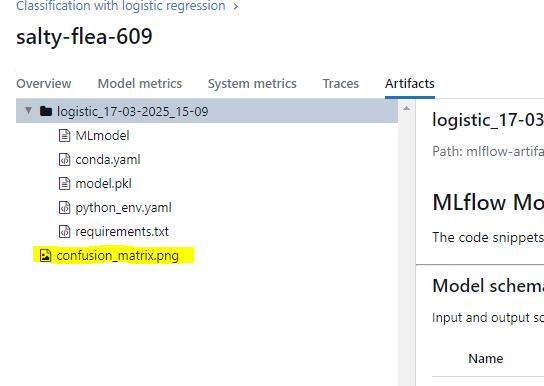 Classification with logistic regression >
salty-flea-609
Overview Model metrics System metrics Traces Artifacts
logistic_17-03-2025_15-09
MLmodel
conda.yaml
model.pkl
python_env.yaml
requirements.txt
confusion_matrix.png
logistic_17-03
Path: mlflow-artifa
MLflow Mo
The code snippets
Model schema
Input and output sc
Name